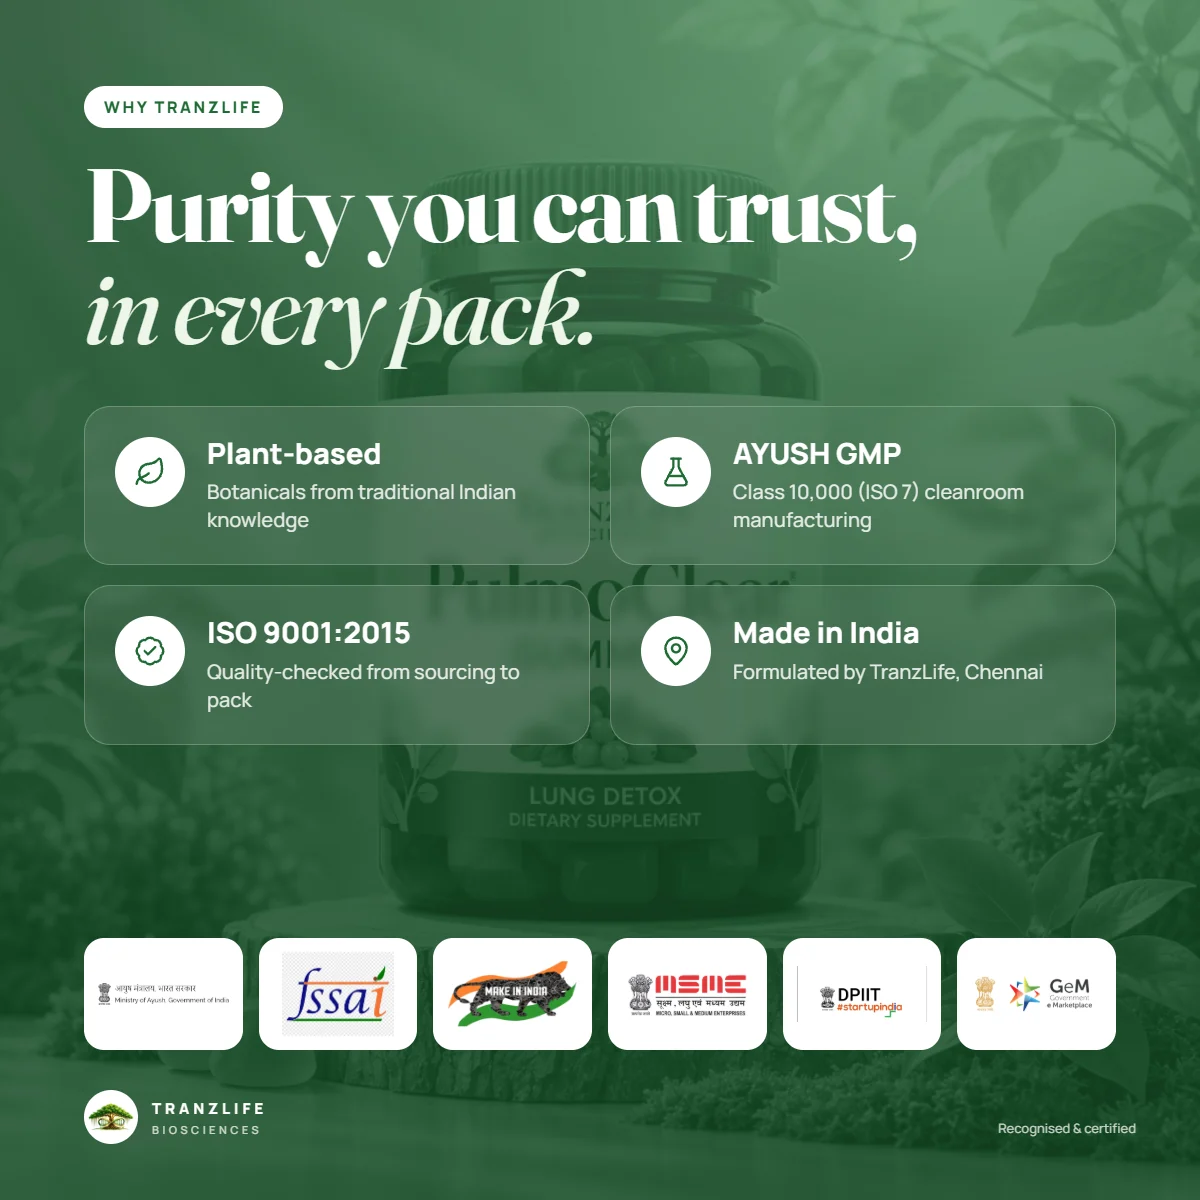 WHY TRANZLIFE
Purity you can trust,
in every pack.
Plant-based
Botanicals from traditional Indian
knowledge
AYUSH GMP
Class 10,000 (ISO 7) cleanroom
manufacturing
PulmoClear
ISO 9001:2015
Quality-checked from sourcing to
pack
Made in India
Formulated by TranzLife, Chennai
LUNG DETOX
DIETARY SUPPLEMENT
आयुष मंत्रालय, भारत सरकार
Ministry of Ayush, Government of India
fssai
MAKE IN INDIA
MSME
सूक्ष्म, लघु एवं मध्यम उद्यम
MICRO, SMALL & MEDIUM ENTERPRISES
DPIIT
#startupindia
GeM
Government
e Marketplace
TRANZLIFE
BIOSCIENCES
Recognised & certified